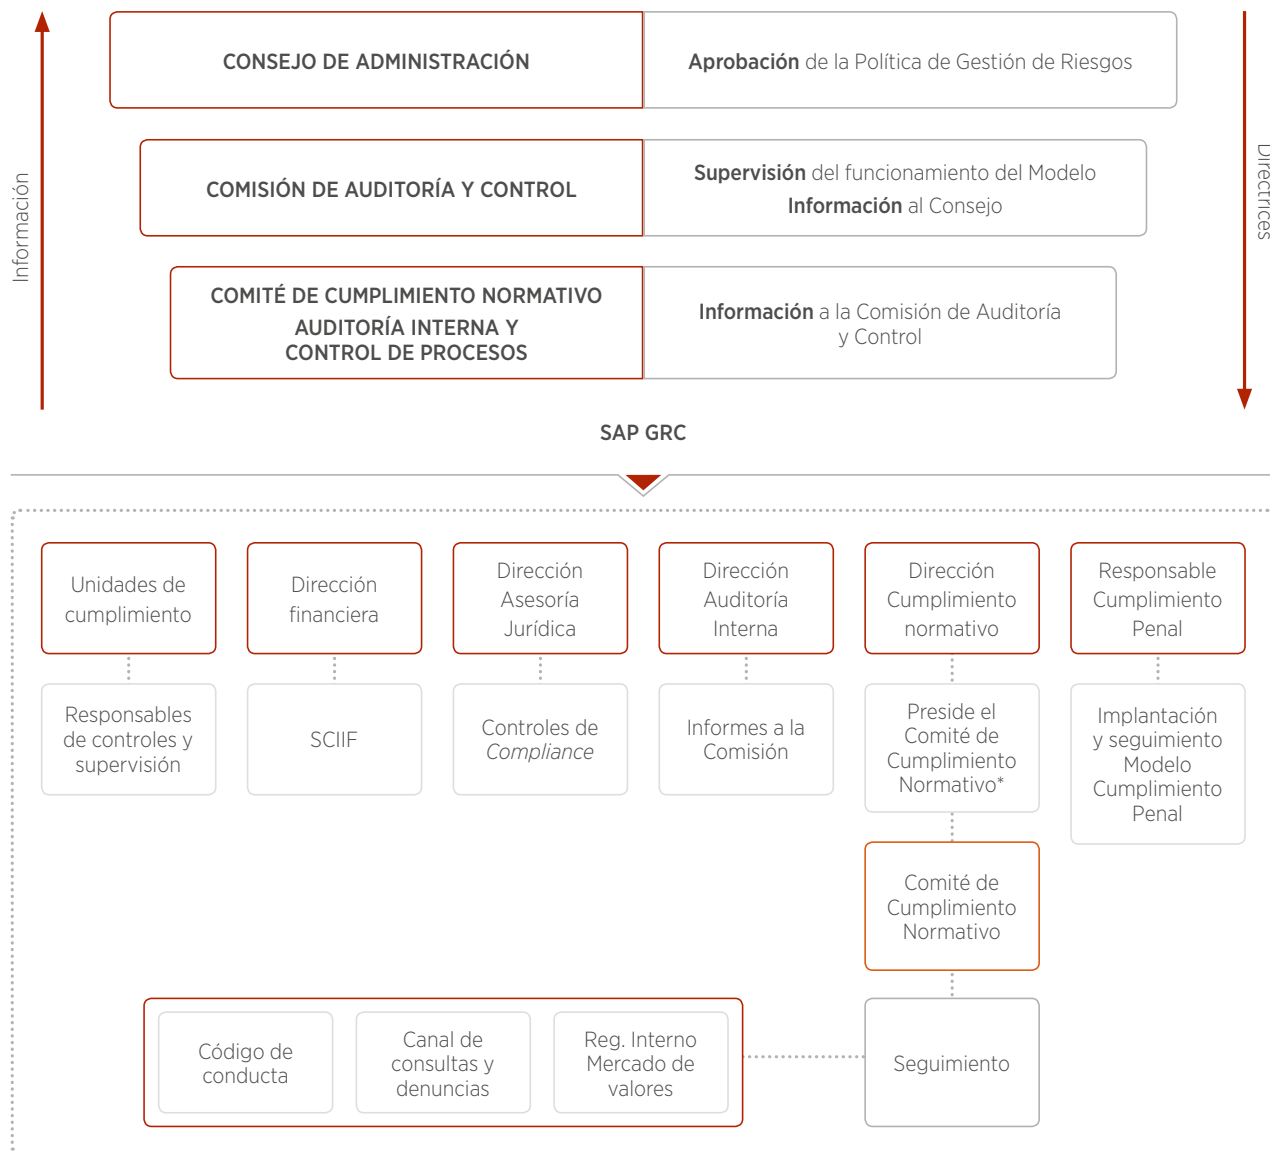 CONSEJO DE ADMINISTRACIÓN
Aprobación de la Política de Gestión de Riesgos
Información
Directrices
COMISIÓN DE AUDITORÍA Y CONTROL
Supervisión del funcionamiento del Modelo
Información al Consejo
COMITÉ DE CUMPLIMIENTO NORMATIVO
AUDITORÍA INTERNA Y
CONTROL DE PROCESOS
Información a la Comisión de Auditoría
y Control
SAP GRC
Unidades de
cumplimiento
Dirección
financiera
Dirección
Asesoría
Jurídica
Dirección
Auditoría
Interna
Dirección
Cumplimiento
normativo
Responsable
Cumplimiento
Penal
Responsables
de controles y
supervisión
SCIIF
Controles de
Compliance
Informes a la
Comisión
Preside el
Comité de
Cumplimiento
Normativo*
Implantación
y seguimiento
Modelo
Cumplimiento
Penal
Comité de
Cumplimiento
Normativo
Código de
conducta
Canal de
consultas y
denuncias
Reg. Interno
Mercado de
valores
Seguimiento